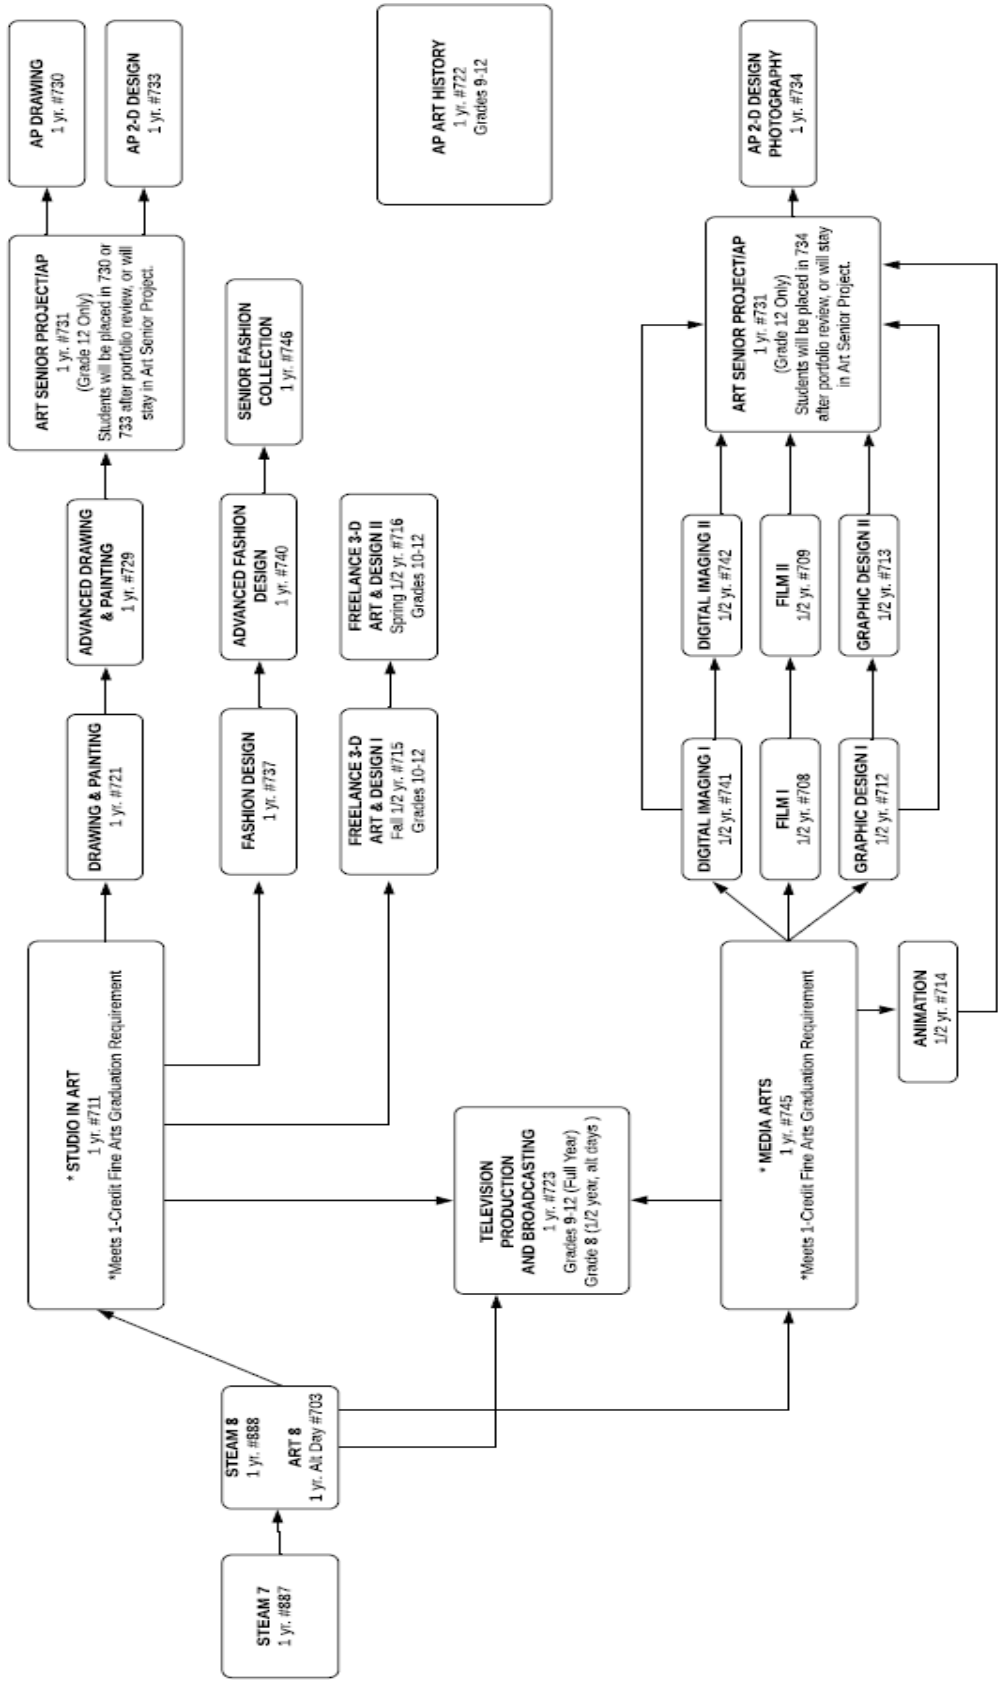 STEAM 7
1 yr. #887
STEAM 8
1 yr. #888
ART 8
1 yr. Alt Day #703
* STUDIO IN ART
1 yr. #711
*Meets 1-Credit Fine Arts Graduation Requirement
TELEVISION
PRODUCTION
AND BROADCASTING
1 yr. #723
Grades 9-12 (Full Year)
Grade 8 (1/2 year, alt days )
* MEDIA ARTS
1 yr. #745
*Meets 1-Credit Fine Arts Graduation Requirement
ANIMATION
1/2 yr. #714
DRAWING & PAINTING
1 yr. #721
FASHION DESIGN
1 yr. #737
FREELANCE 3-D
ART & DESIGN I
Fall 1/2 yr. #715
Grades 10-12
DIGITAL IMAGING I
1/2 yr. #741
FILM I
1/2 yr. #708
GRAPHIC DESIGN I
1/2 yr. #712
ADVANCED DRAWING
& PAINTING
1 yr. #729
ADVANCED FASHION
DESIGN
1 yr. #740
FREELANCE 3-D
ART & DESIGN II
Spring 1/2 yr. #716
Grades 10-12
DIGITAL IMAGING II
1/2 yr. #742
FILM II
1/2 yr. #709
GRAPHIC DESIGN II
1/2 yr. #713
ART SENIOR PROJECT/AP
1 yr. #731
(Grade 12 Only)
Students will be placed in 730 or
733 after portfolio review, or will
stay in Art Senior Project.
SENIOR FASHION
COLLECTION
1 yr. #746
ART SENIOR PROJECT/AP
1 yr. #731
(Grade 12 Only)
Students will be placed in 734
after portfolio review, or will stay
in Art Senior Project.
AP DRAWING
1 yr. #730
AP 2-D DESIGN
1 yr. #733
AP ART HISTORY
1 yr. #722
Grades 9-12
AP 2-D DESIGN
PHOTOGRAPHY
1 yr. #734